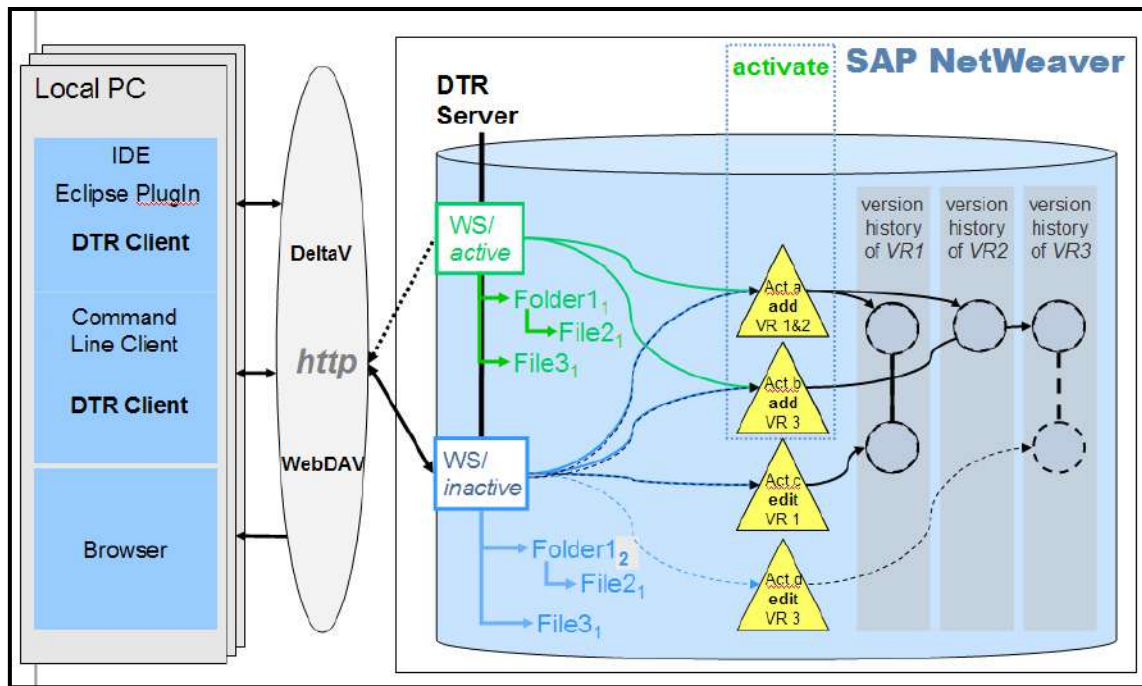 Local PC
IDE
Eclipse PlugIn
DTR Client
Command
Line Client
DTR Client
Browser
DeltaV
http
WebDAV
SAP NetWeaver
activate
DTR
Server
WS/
active
Folder1₁
File2₁
File3₁
WS/
inactive
Folder1₂
File2₁
File3₁
Act.a
add
VR 1&2
Act.b
add
VR 3
Act.c
edit
VR 1
Act.d
edit
VR 3
version
history
of VR1
version
history
of VR2
version
history
of VR3